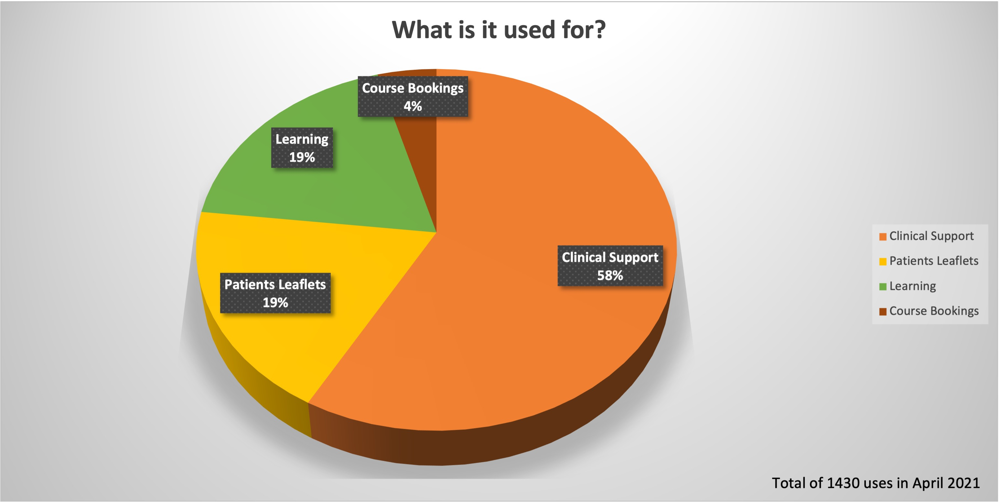 What is it used for?
Course Bookings
4%
Learning
19%
Clinical Support
58%
Patients Leaflets
19%
Clinical Support
Patients Leaflets
Learning
Course Bookings
Total of 1430 uses in April 2021